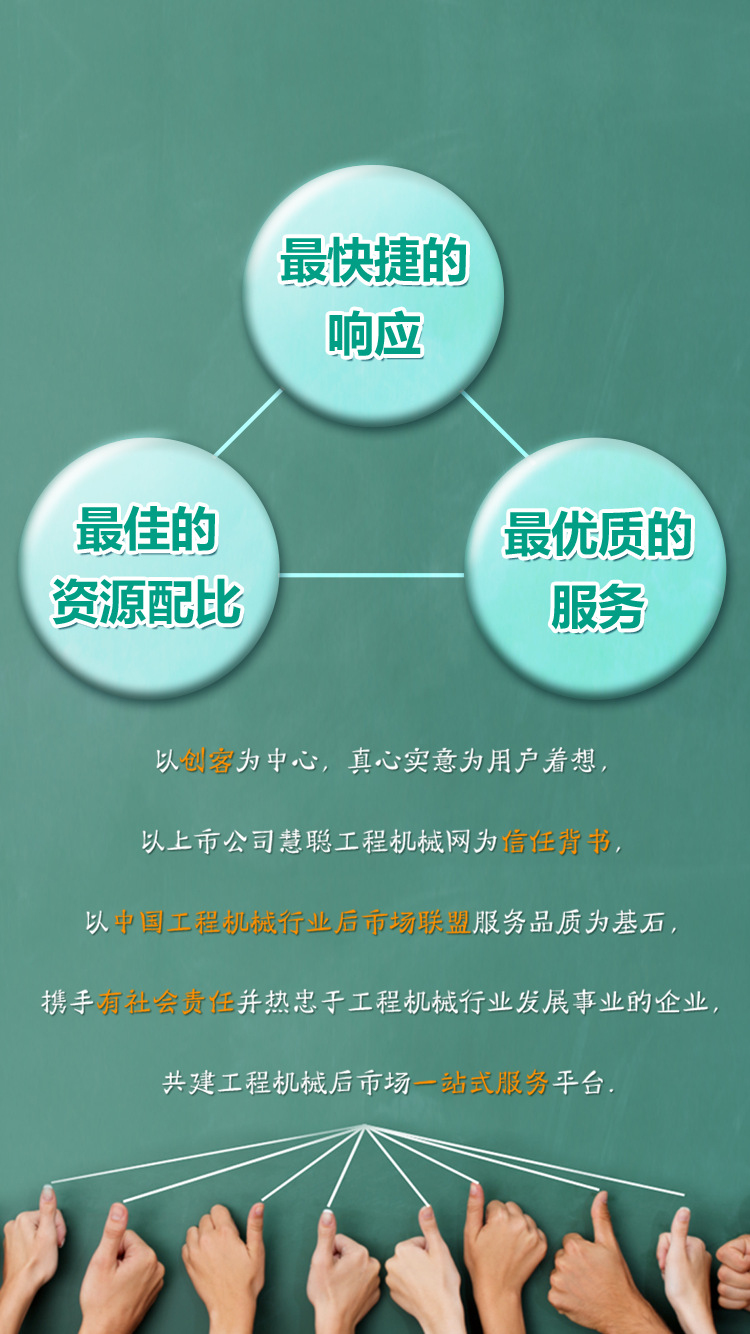 最快捷的
响应
最佳的
资源配比
最优质的
服务
以创客为中心，真心实意为用户着想，
以上市公司慧聪工程机械网为信任背书，
以中国工程机械行业后市场联盟服务品质为基石，
携手有社会责任并热忠于工程机械行业发展事业的企业，
共建工程机械后市场一站式服务平台.